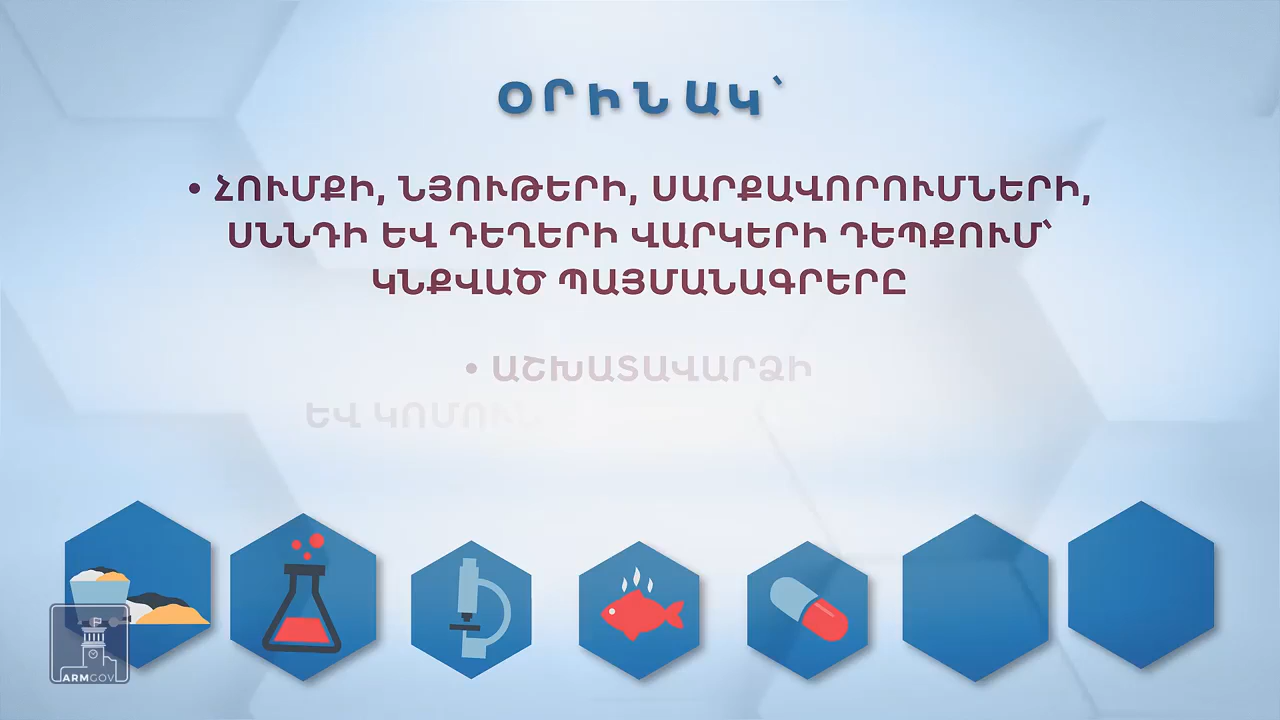 ՕՐԻՆԱԿ՝
• ՀՈՒՄՔԻ, ՆՅՈՒԹԵՐԻ, ՍԱՐՔԱՎՈՐՈՒՄՆԵՐԻ,
ՍՆՆԴԻ ԵՎ ԴԵՂԵՐԻ ՎԱՐԿԵՐԻ ԴԵՊՔՈՒՄ՝
ԿՆՔՎԱԾ ՊԱՅՄԱՆԱԳՐԵՐԸ
• ԱՇԽԱՏԱՎԱՐՁԻ
ԵՎ
ARMGOV